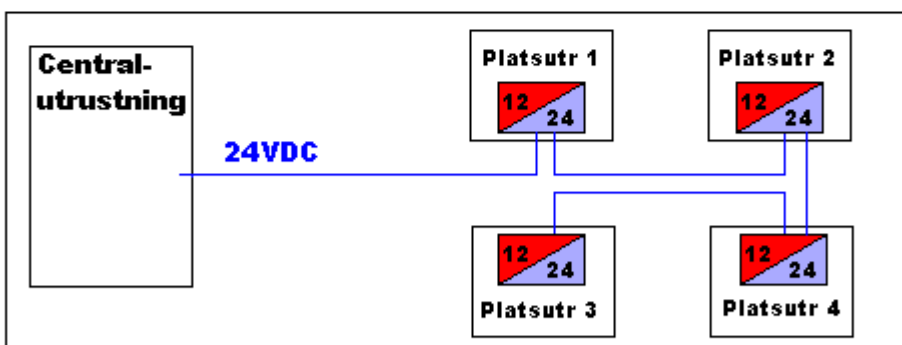 Central-
utrustning
24VDC
Platsutr 1
12
24
Platsutr 2
12
24
12
24
Platsutr 3
12
24
Platsutr 4